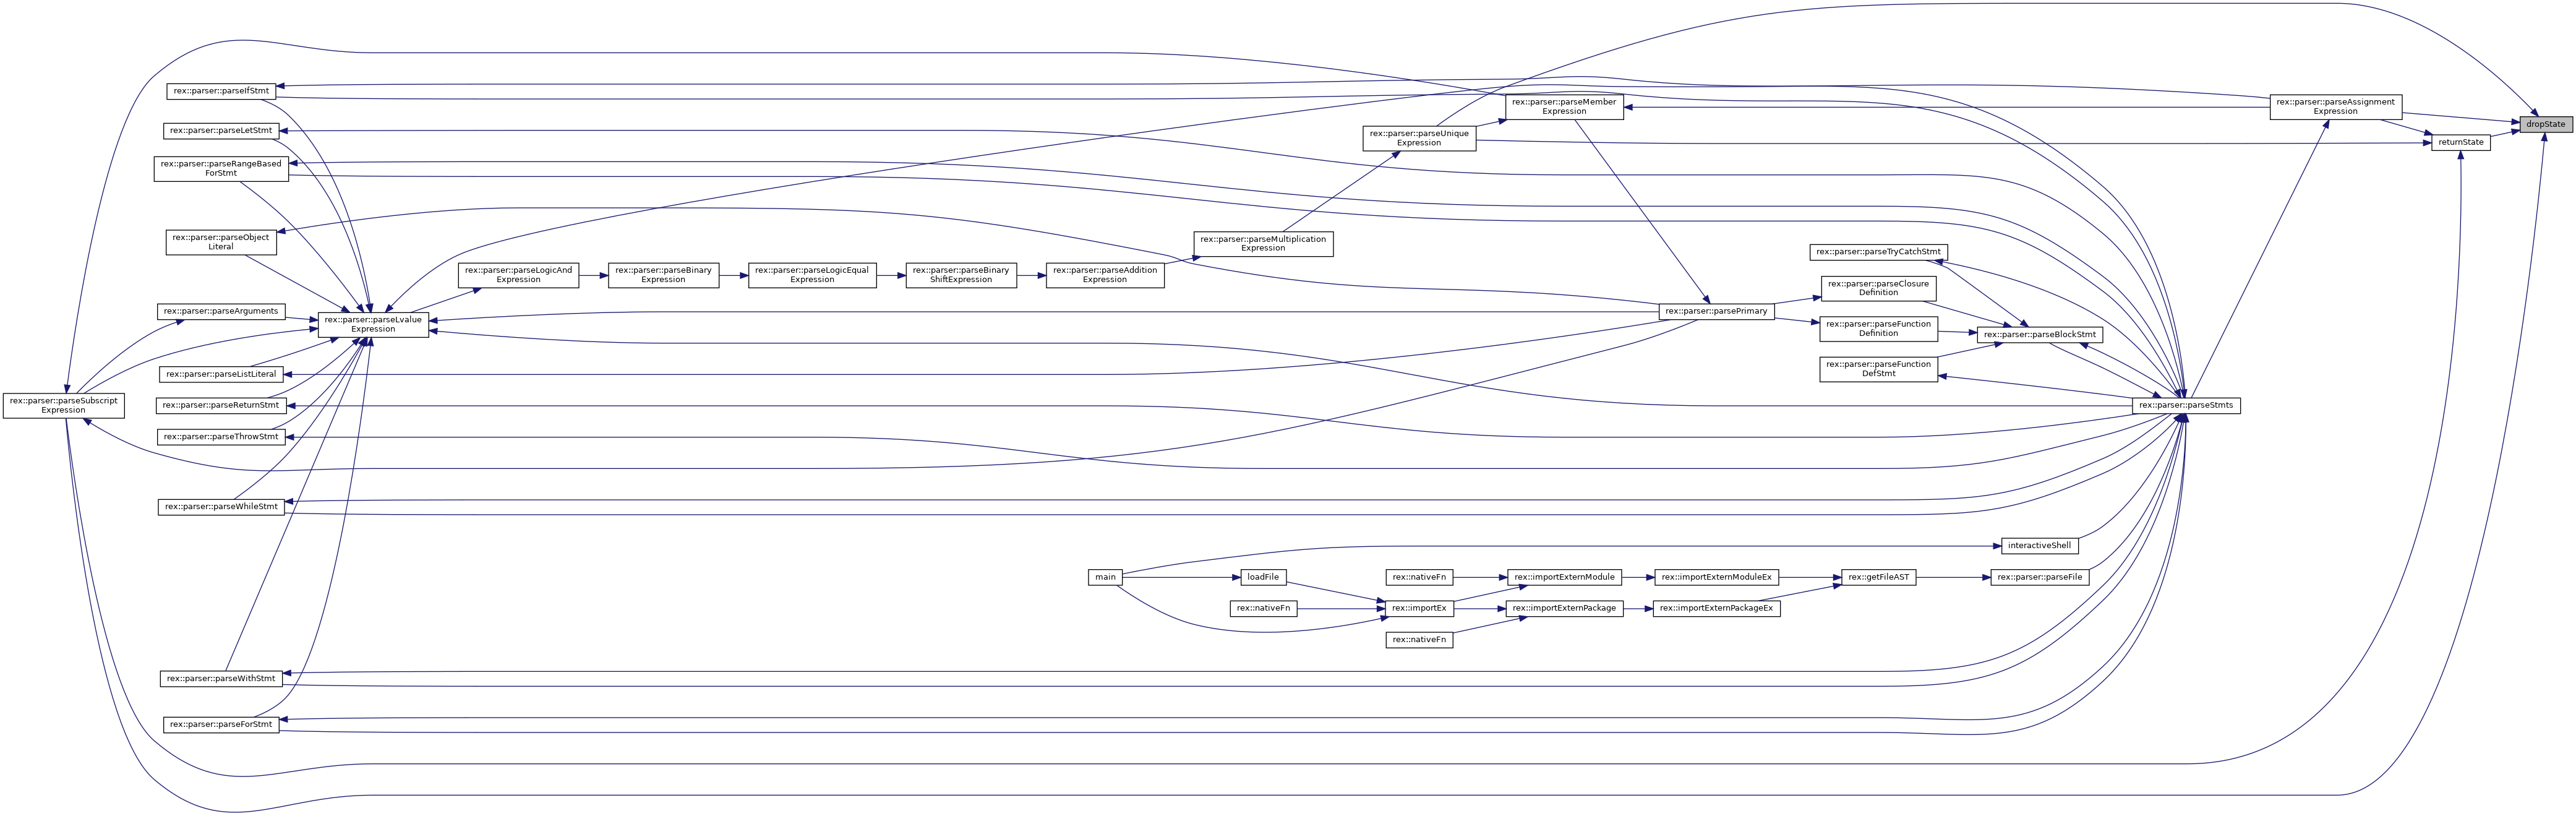 rex::parser::parseIfStmt
rex::parser::parseLetStmt
rex::parser::parseRangeBased
ForStmt
rex::parser::parseObject
Literal
rex::parser::parseArguments
rex::parser::parseListLiteral
rex::parser::parseSubscript
Expression
rex::parser::parseReturnStmt
rex::parser::parseThrowStmt
rex::parser::parseWhileStmt
rex::parser::parseWithStmt
rex::parser::parseForStmt
rex::parser::parseLvalue
Expression
rex::parser::parseLogicAnd
Expression
rex::parser::parseBinary
Expression
rex::parser::parseLogicEqual
Expression
rex::parser::parseBinary
ShiftExpression
rex::parser::parseAddition
Expression
rex::parser::parseMultiplication
Expression
rex::parser::parseUnique
Expression
rex::parser::parseMember
Expression
rex::parser::parsePrimary
rex::parser::parseTryCatchStmt
rex::parser::parseClosure
Definition
rex::parser::parseFunction
Definition
rex::parser::parseFunction
DefStmt
rex::parser::parseBlockStmt
rex::parser::parseStmts
rex::parser::parseAssignment
Expression
returnState
dropState
interactiveShell
main
loadFile
rex::nativeFn
rex::importExternModule
rex::importExternModuleEx
rex::getFileAST
rex::parser::parseFile
rex::nativeFn
rex::importEx
rex::importExternPackage
rex::importExternPackageEx
rex::nativeFn